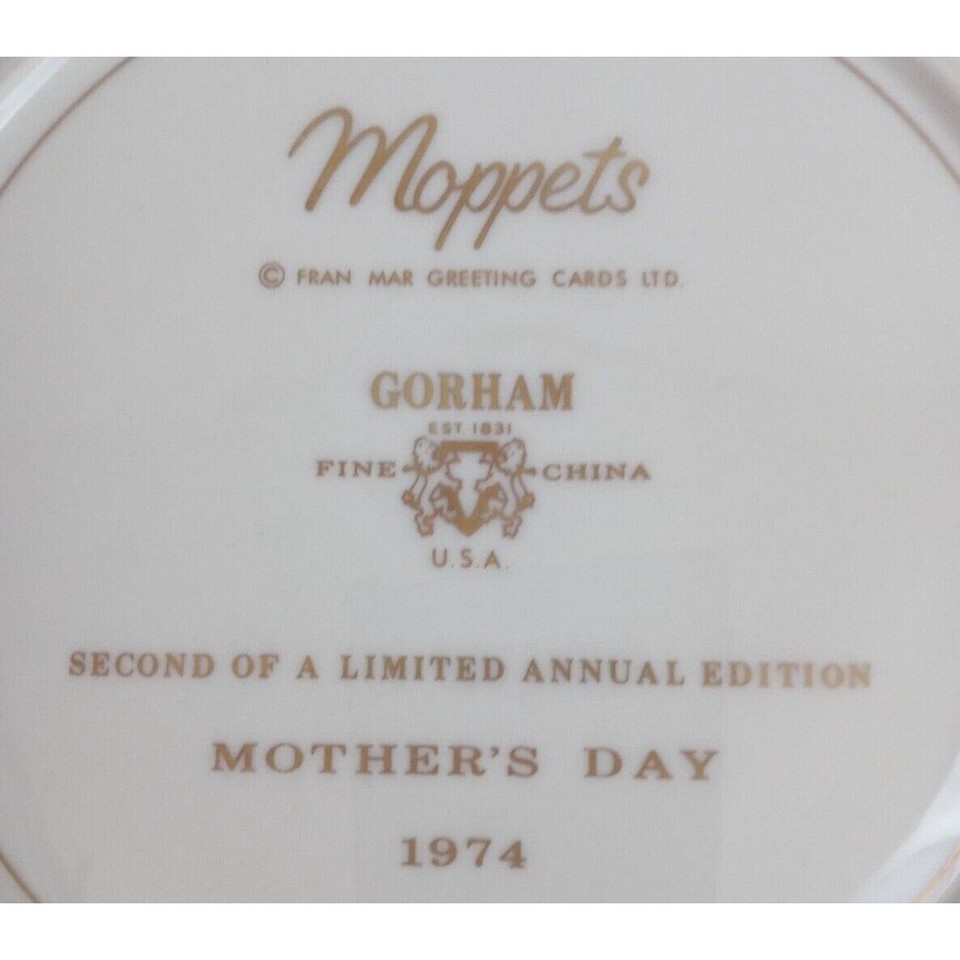 Moppets
© FRAN MAR GREETING CARDS LTD.
GORHAM
EST. 1831
FINE CHINA
U.S.A.
SECOND OF A LIMITED ANNUAL EDITION
MOTHER'S DAY
1974